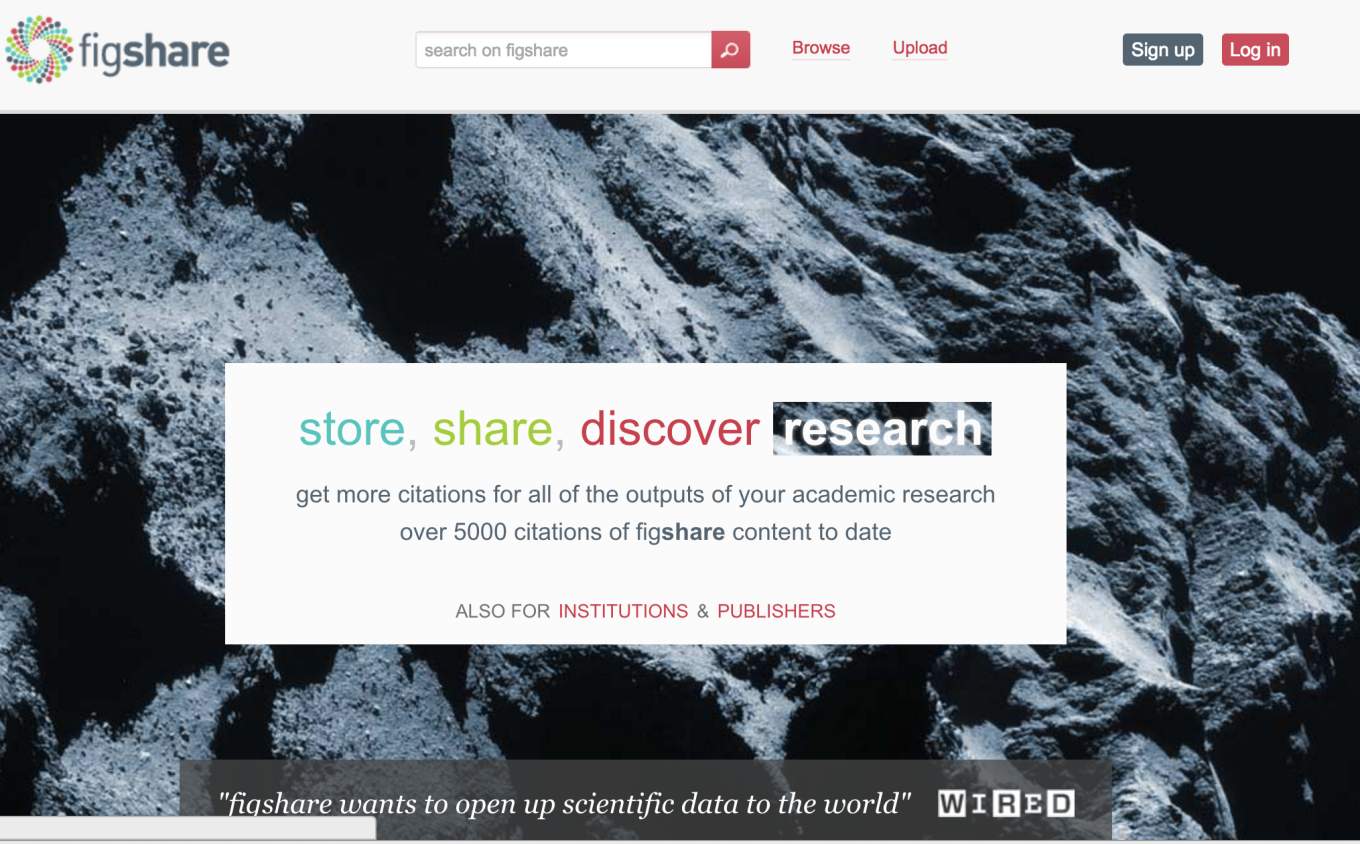 figshare
search on figshare
Browse
Upload
Sign up
Log in
store, share, discover research
get more citations for all of the outputs of your academic research
over 5000 citations of figshare content to date
ALSO FOR INSTITUTIONS & PUBLISHERS
"figshare wants to open up scientific data to the world" WIRED